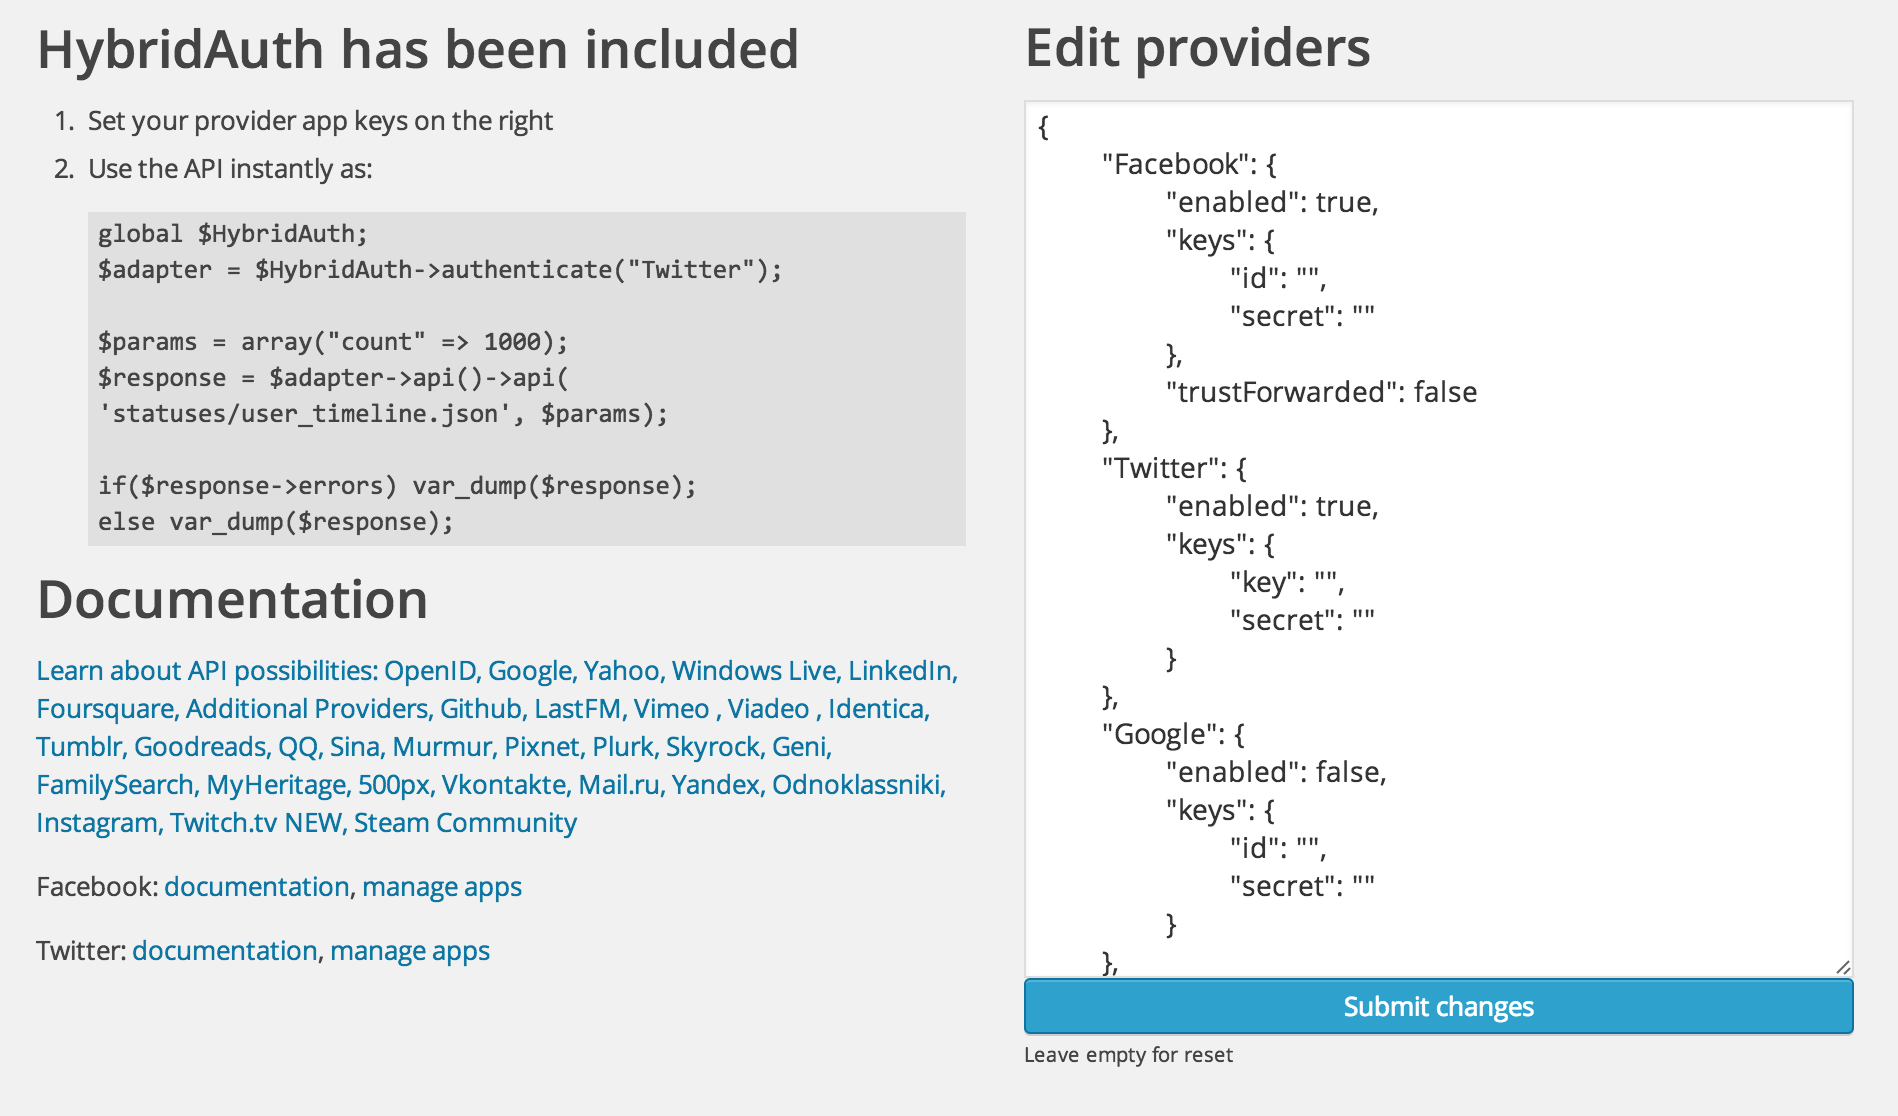 HybridAuth has been included
1. Set your provider app keys on the right
2. Use the API instantly as:
global $HybridAuth;
$adapter = $HybridAuth->authenticate("Twitter");
$params = array("count" => 1000);
$response = $adapter->api()->api(
'statuses/user_timeline.json', $params);
if($response->errors) var_dump($response);
else var_dump($response);
Documentation
Learn about API possibilities: OpenID, Google, Yahoo, Windows Live, LinkedIn,
Foursquare, Additional Providers, Github, LastFM, Vimeo , Viadeo , Identica,
Tumblr, Goodreads, QQ, Sina, Murmur, Pixnet, Plurk, Skyrock, Geni,
FamilySearch, MyHeritage, 500px, Vkontakte, Mail.ru, Yandex, Odnoklassniki,
Instagram, Twitch.tv NEW, Steam Community
Facebook: documentation, manage apps
Twitter: documentation, manage apps
Edit providers
{
"Facebook": {
"enabled": true,
"keys": {
"id": "",
"secret": ""
},
"trustForwarded": false
},
"Twitter": {
"enabled": true,
"keys": {
"key": "",
"secret": ""
}
},
"Google": {
"enabled": false,
"keys": {
"id": "",
"secret": ""
}
},
Submit changes
Leave empty for reset